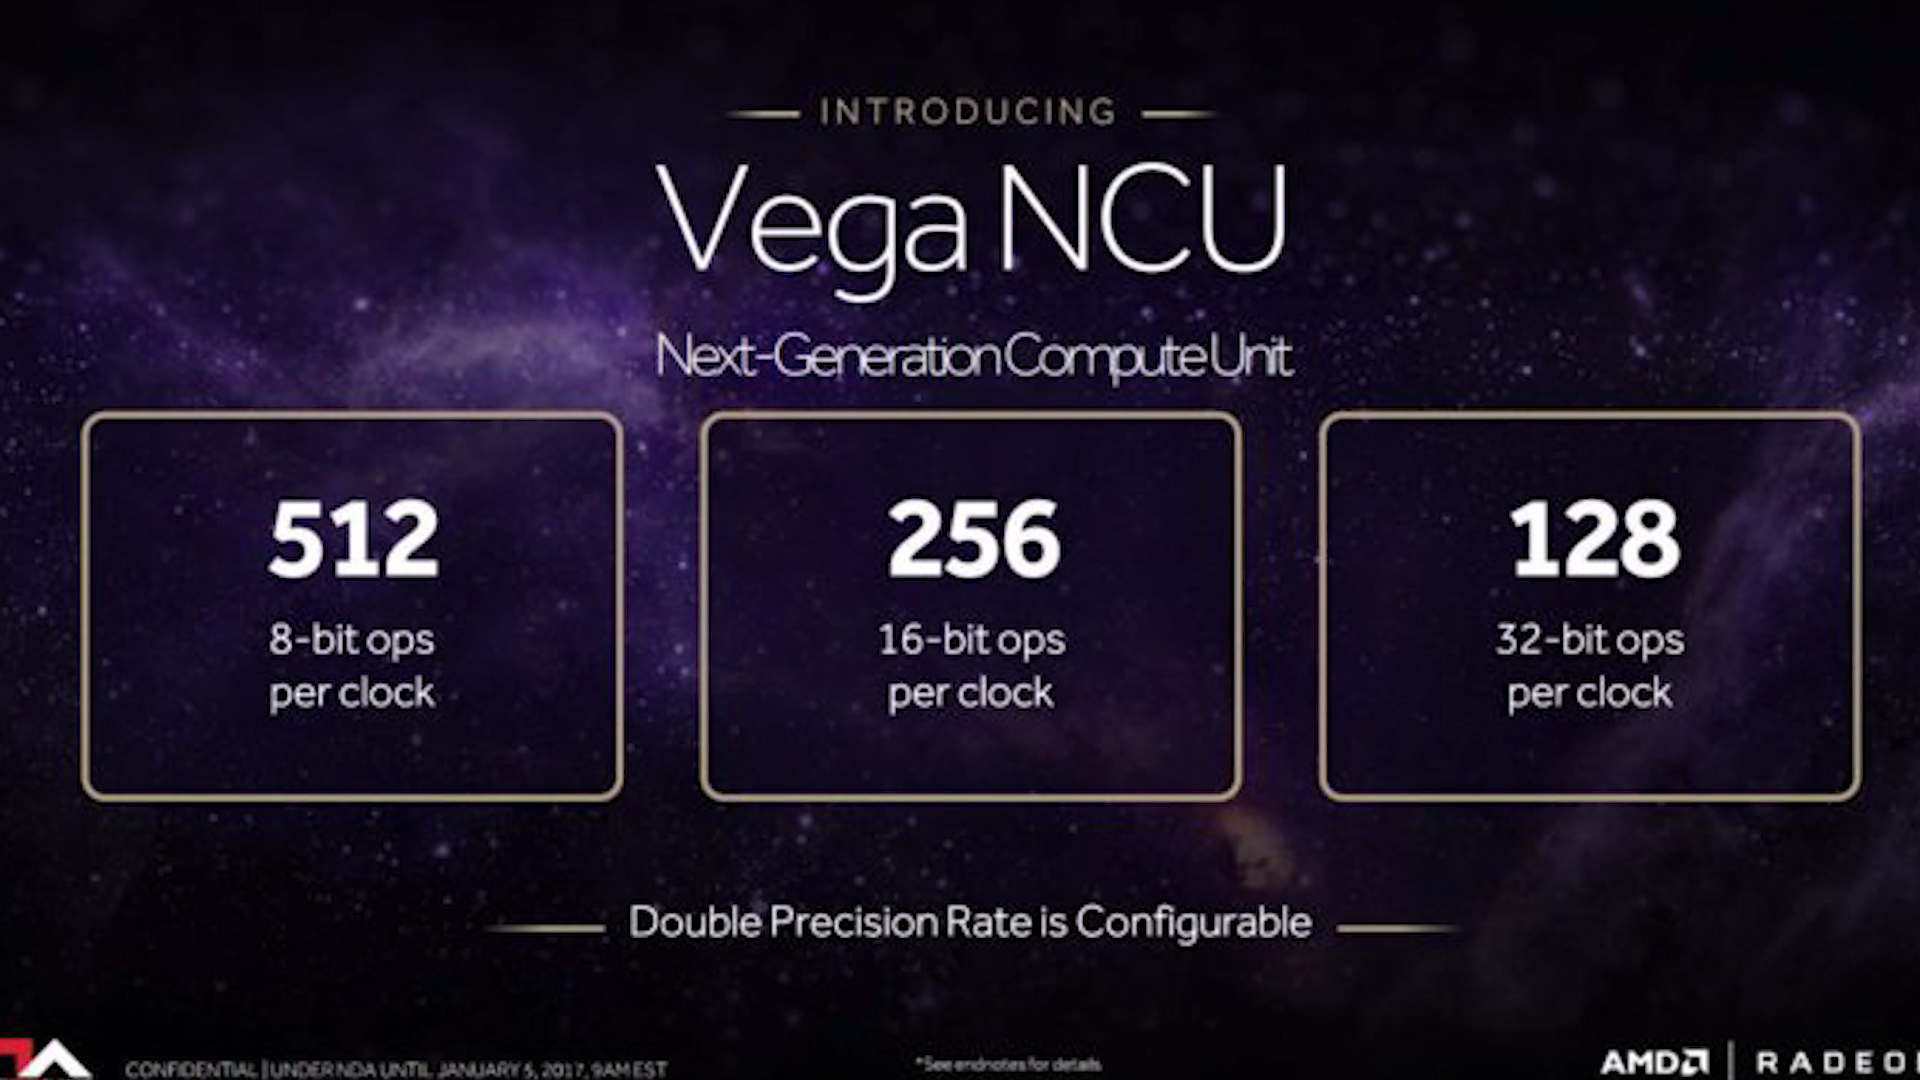 INTRODUCING
Vega NCU
Next-Generation Compute Unit
512
8-bit ops
per clock
256
16-bit ops
per clock
128
32-bit ops
per clock
Double Precision Rate is Configurable
CONFIDENTIAL | UNDER NDA UNTIL JANUARY 5, 2017, 9AM EST
*See endnotes for details.
AMD | RADEO